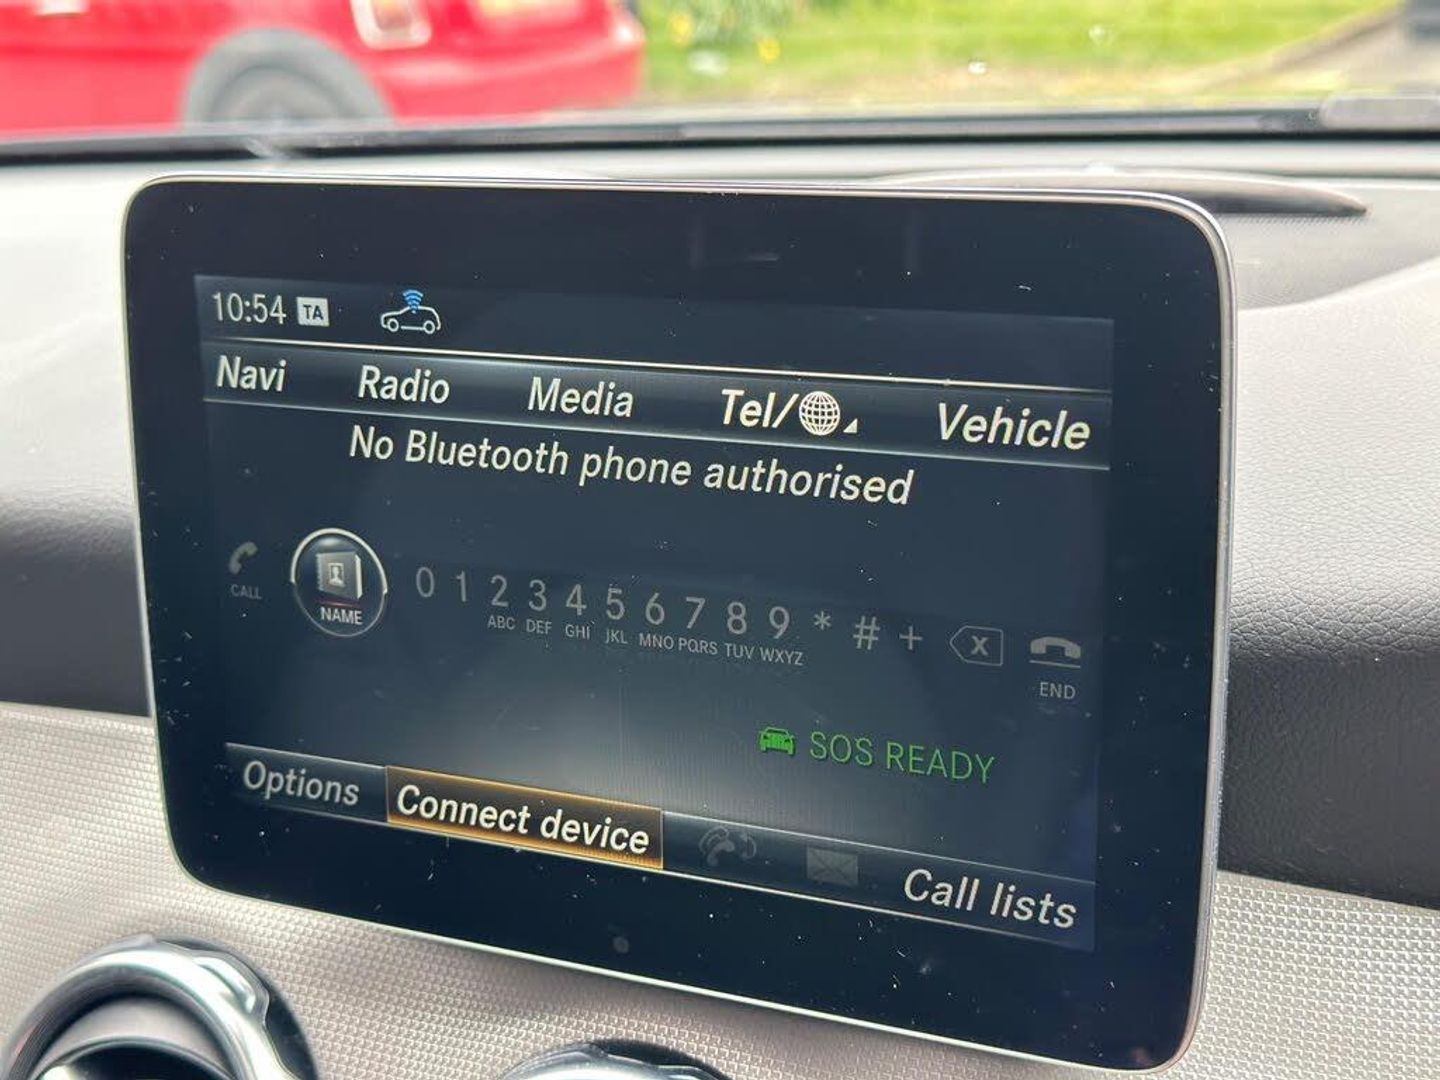 10:54 TA
Navi Radio Media Tel/ Vehicle
No Bluetooth phone authorised
CALL NAME 0 1 2 3 4 5 6 7 8 9 * # + X END
ABC DEF GHI JKL MNO PQRS TUV WXYZ
SOS READY
Options Connect device Call lists